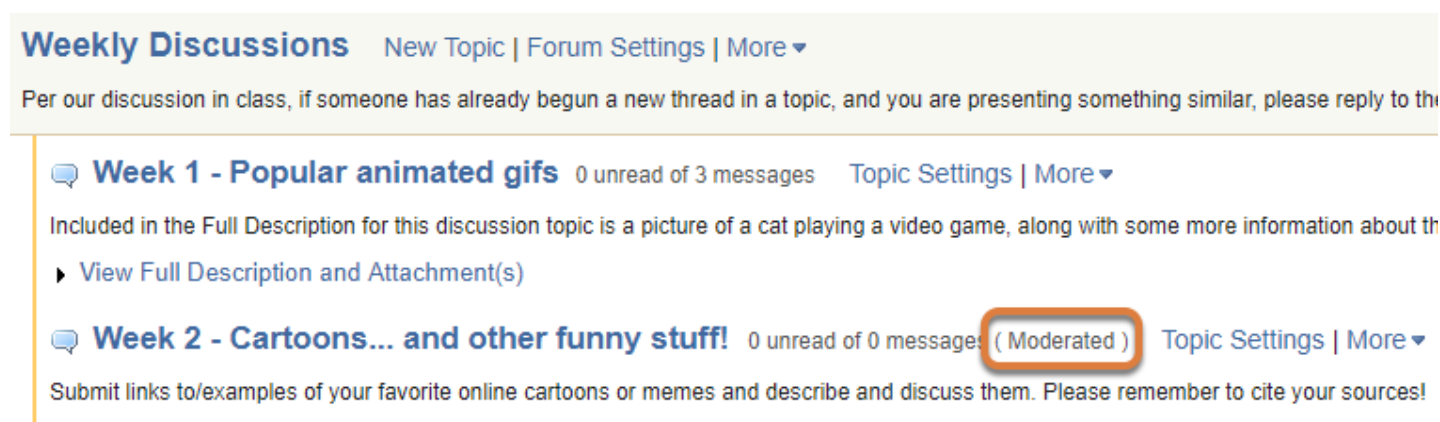 Weekly Discussions New Topic | Forum Settings | More
Per our discussion in class, if someone has already begun a new thread in a topic, and you are presenting something similar, please reply to the
Week 1 - Popular animated gifs 0 unread of 3 messages Topic Settings | More
Included in the Full Description for this discussion topic is a picture of a cat playing a video game, along with some more information about th
View Full Description and Attachment(s)
Week 2 - Cartoons... and other funny stuff! 0 unread of 0 messages ( Moderated ) Topic Settings | More
Submit links to/examples of your favorite online cartoons or memes and describe and discuss them. Please remember to cite your sources!